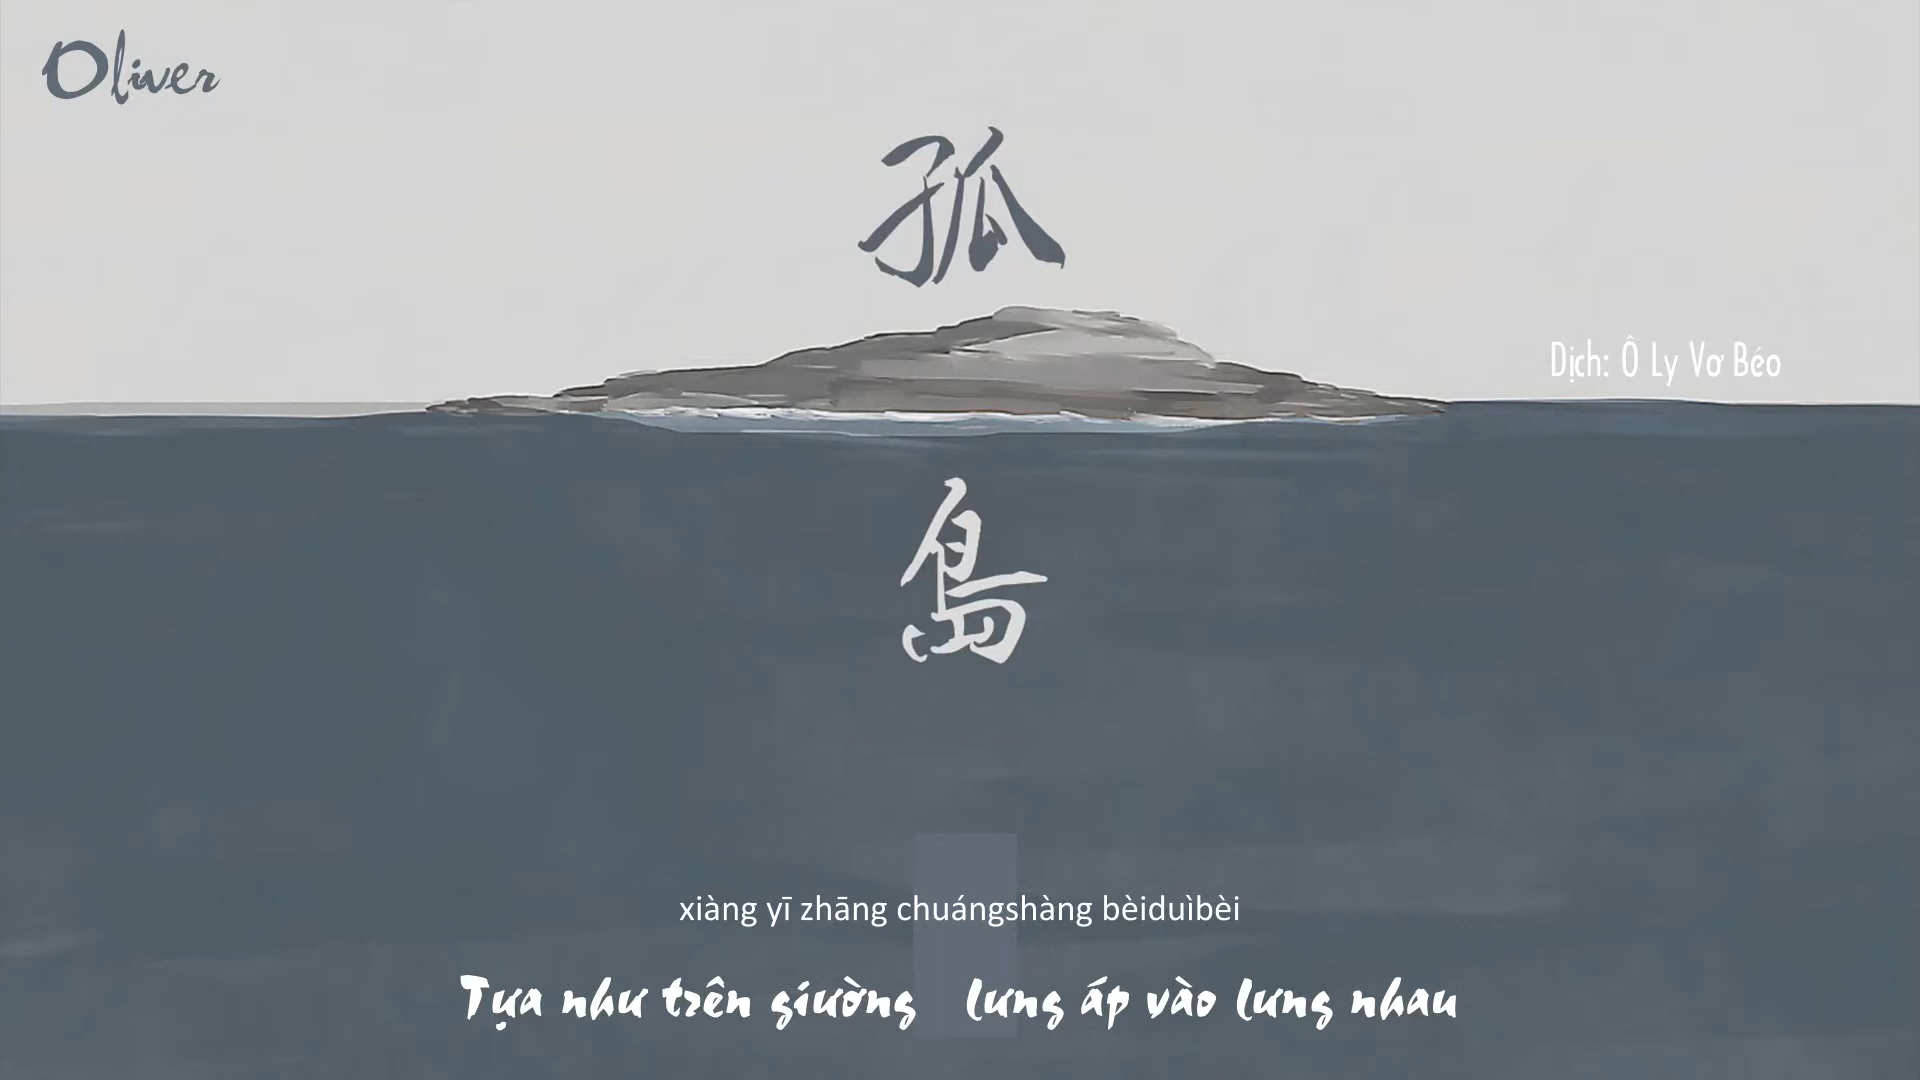 Oliver
孤
Dịch: Ô Ly Vơ Béo
島
xiàng yī zhāng chuángshàng bèiduìbèi
Tựa như trên giường lưng áp vào lưng nhau